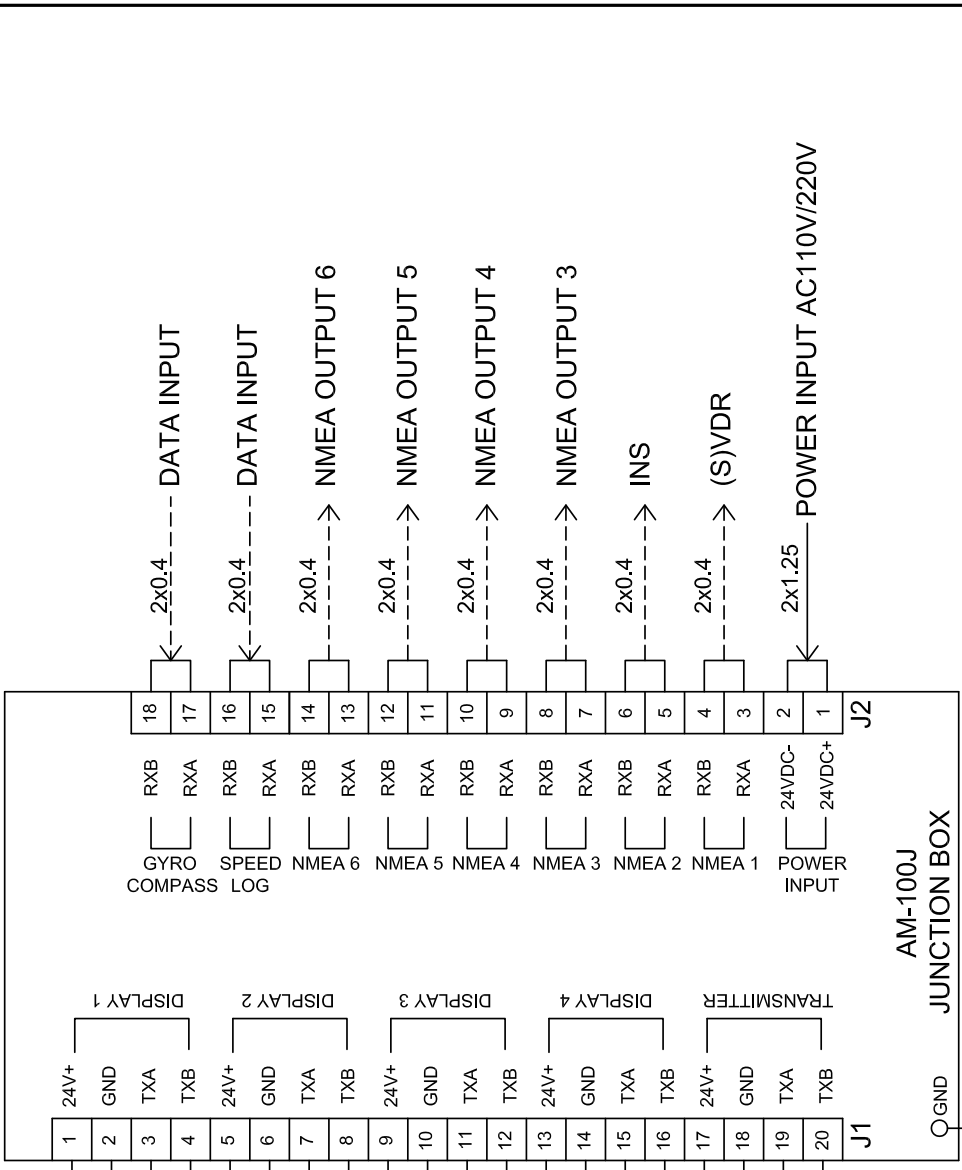 DATA INPUT
DATA INPUT
NMEA OUTPUT 6
NMEA OUTPUT 5
NMEA OUTPUT 4
NMEA OUTPUT 3
INS
(S)VDR
POWER INPUT AC110V/220V
2x0.4
2x0.4
2x0.4
2x0.4
2x0.4
2x0.4
2x0.4
2x0.4
2x1.25
18
17
16
15
14
13
12
11
10
9
8
7
6
5
4
3
2
1
J2
RXB
RXA
RXB
RXA
RXB
RXA
RXB
RXA
RXB
RXA
RXB
RXA
RXB
RXA
RXB
RXA
24VDC-
24VDC+
GYRO
COMPASS
SPEED
LOG
NMEA 6
NMEA 5
NMEA 4
NMEA 3
NMEA 2
NMEA 1
POWER
INPUT
AM-100J
JUNCTION BOX
DISPLAY 1
DISPLAY 2
DISPLAY 3
DISPLAY 4
TRANSMITTER
24V+
GND
TXA
TXB
24V+
GND
TXA
TXB
24V+
GND
TXA
TXB
24V+
GND
TXA
TXB
24V+
GND
TXA
TXB
1
2
3
4
5
6
7
8
9
10
11
12
13
14
15
16
17
18
19
20
J1
GND